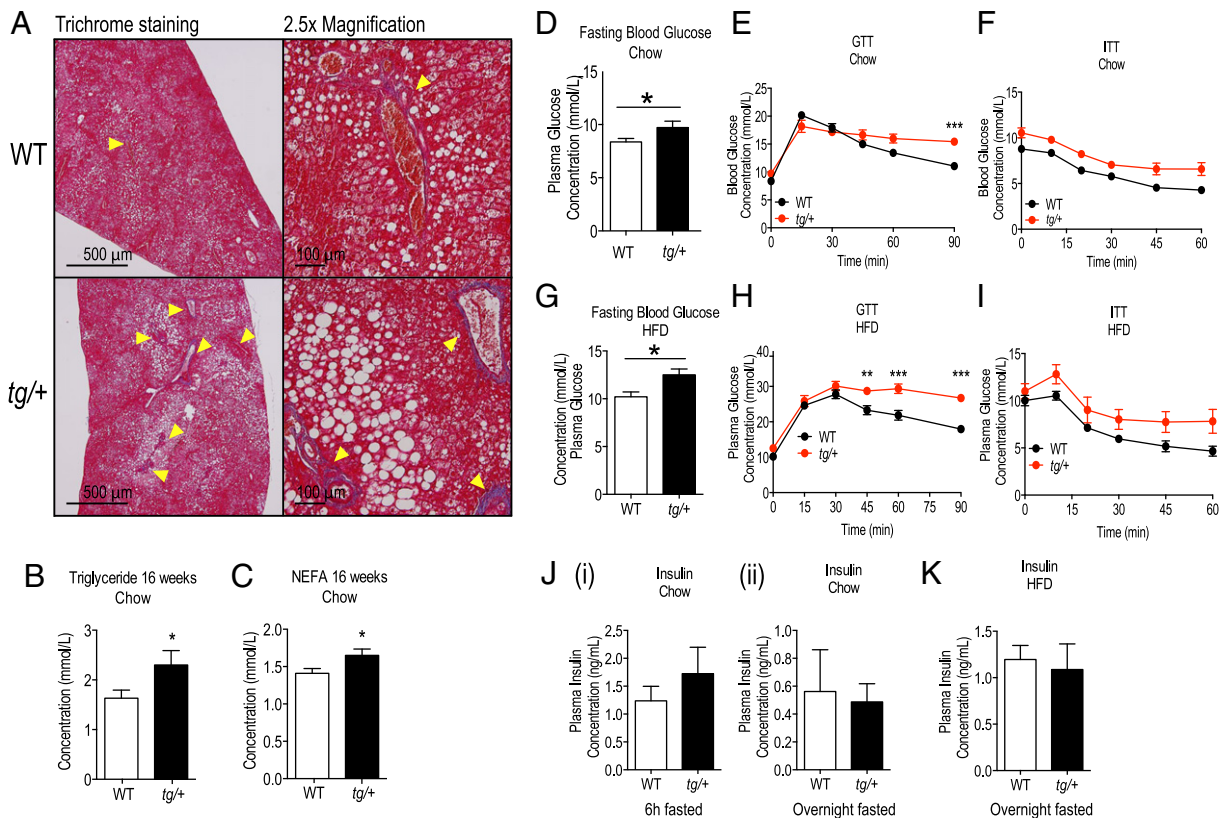 A
Trichrome staining
2.5x Magnification
WT
tg/+
500 µm
100 µm
500 µm
100 µm
B
Triglyceride 16 weeks
Chow
Concentration (mmol/L)
3
2
1
0
*
WT
tg/+
C
NEFA 16 weeks
Chow
Concentration (mmol/L)
2.0
1.5
1.0
0.5
0.0
*
WT
tg/+
D
Fasting Blood Glucose
Chow
Plasma Glucose
Concentration (mmol/L)
15
10
5
0
*
WT
tg/+
E
GTT
Chow
Blood Glucose
Concentration (mmol/L)
25
20
15
10
5
0
***
WT
tg/+
0 30 60 90
Time (min)
F
ITT
Chow
Blood Glucose
Concentration (mmol/L)
15
10
5
0
WT
tg/+
0 15 30 45 60
Time (min)
G
Fasting Blood Glucose
HFD
Plasma Glucose
Concentration (mmol/L)
15
10
5
0
*
WT
tg/+
H
GTT
HFD
Plasma Glucose
Concentration (mmol/L)
40
30
20
10
0
** *** ***
WT
tg/+
0 15 30 45 60 75 90
Time (min)
I
ITT
HFD
Plasma Glucose
Concentration (mmol/L)
15
10
5
0
WT
tg/+
0 15 30 45 60
Time (min)
J (i)
Insulin
Chow
Plasma Insulin
Concentration (ng/mL)
2.5
2.0
1.5
1.0
0.5
0.0
WT
tg/+
6h fasted
(ii)
Insulin
Chow
Plasma Insulin
Concentration (ng/mL)
1.0
0.8
0.6
0.4
0.2
0.0
WT
tg/+
Overnight fasted
K
Insulin
HFD
Plasma Insulin
Concentration (ng/mL)
1.5
1.0
0.5
0.0
WT
tg/+
Overnight fasted